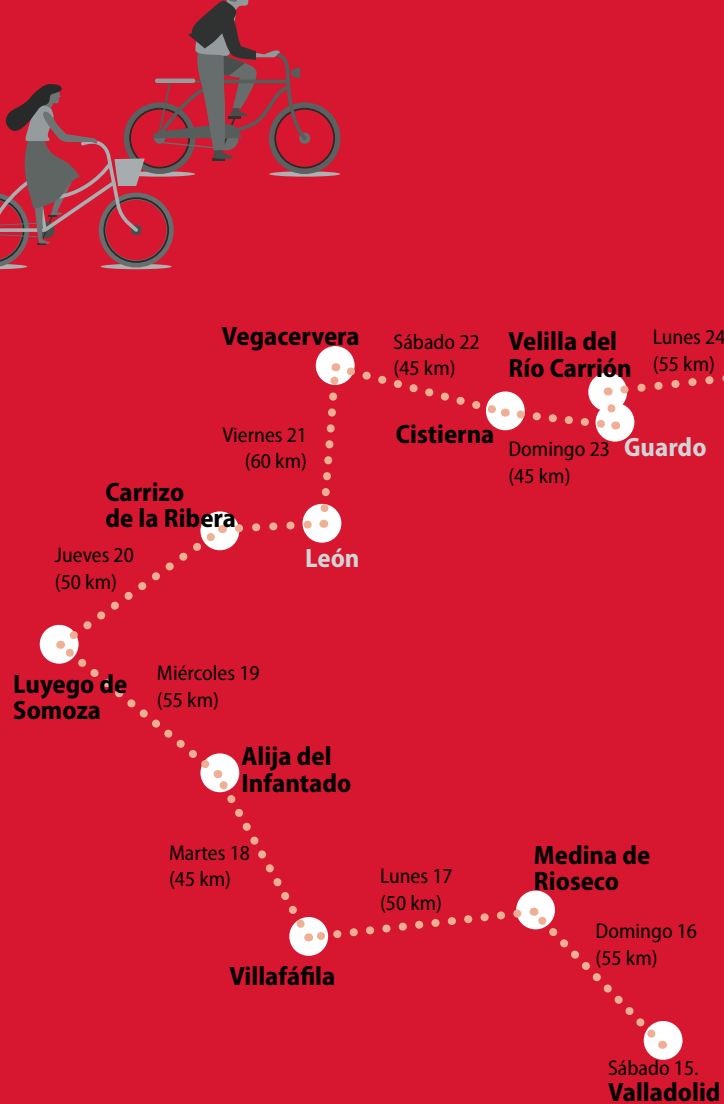 Vegacervera
Sábado 22
(45 km)
Velilla del
Río Carrión
Lunes 24
(55 km)
Cistierna
Domingo 23
(45 km)
Guardo
Viernes 21
(60 km)
Carrizo
de la Ribera
León
Jueves 20
(50 km)
Luyego de
Somoza
Miércoles 19
(55 km)
Alija del
Infantado
Martes 18
(45 km)
Lunes 17
(50 km)
Medina de
Rioseco
Villafáfila
Domingo 16
(55 km)
Sábado 15.
Valladolid